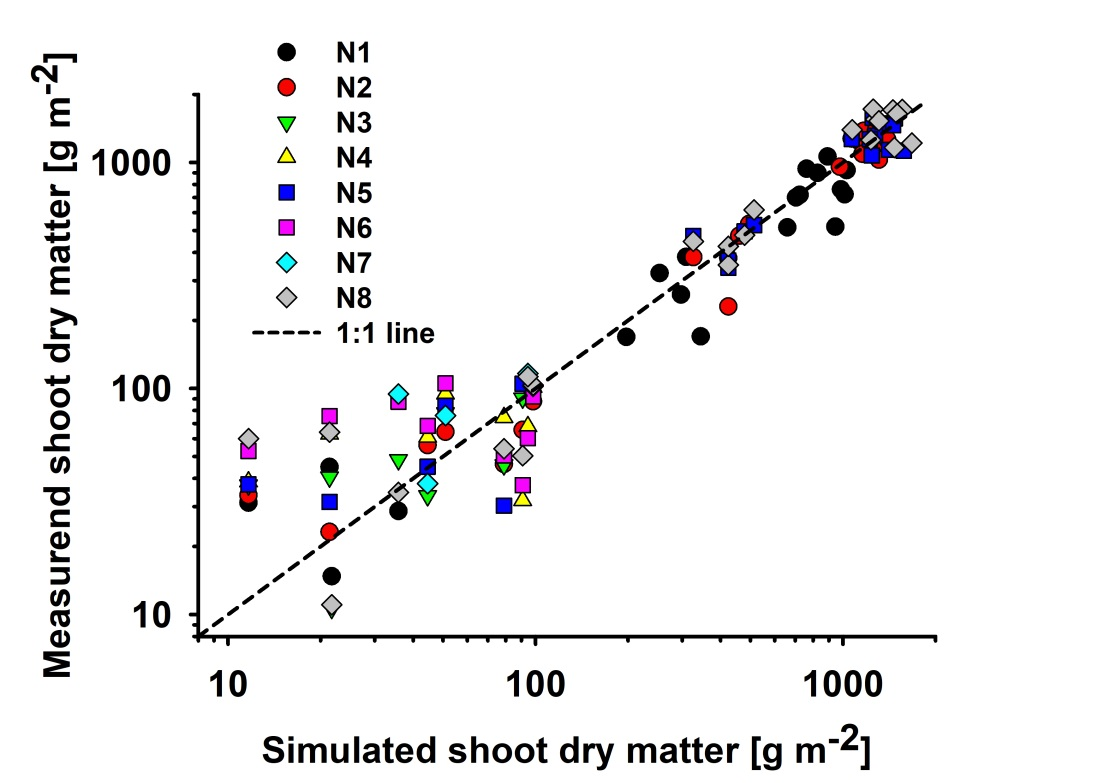 N1
N2
N3
N4
N5
N6
N7
N8
1:1 line
Measurend shoot dry matter [g m-2]
1000
100
10
10 100 1000
Simulated shoot dry matter [g m-2]